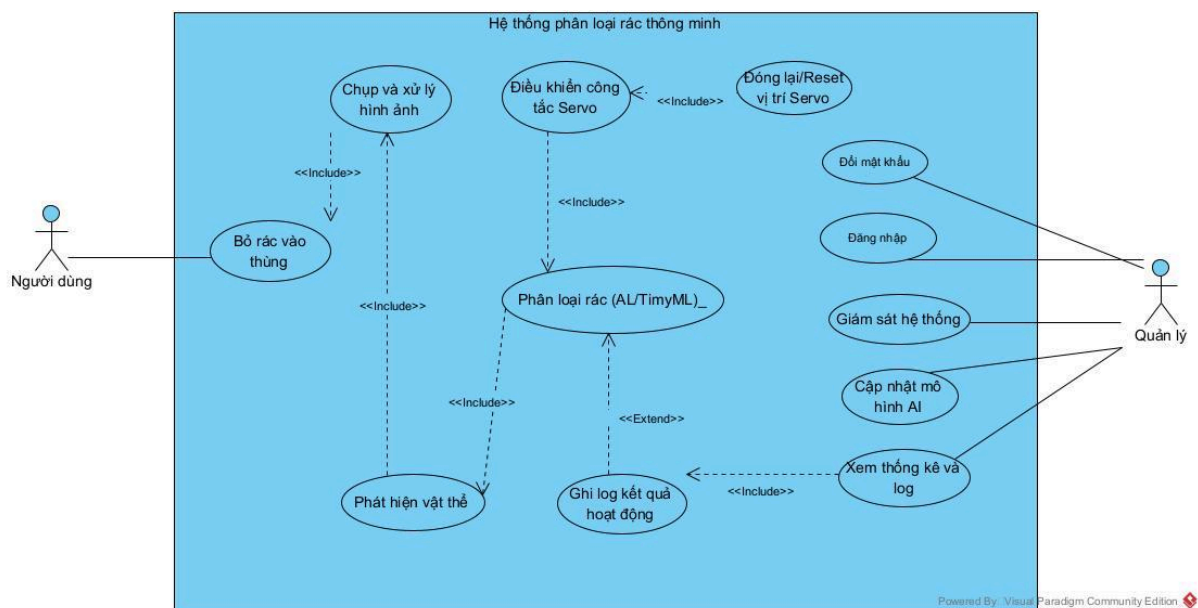 Hệ thống phân loại rác thông minh
Chụp và xử lý
hình ảnh
Điều khiển công
tắc Servo
<<Include>>
Đóng lại/Reset
vị trí Servo
<<Include>>
<<Include>>
Đổi mật khẩu
Bỏ rác vào
thùng
Đăng nhập
Người dùng
<<Include>>
Phân loại rác (AL/TimyML)_
Giám sát hệ thống
Quản lý
<<Include>>
<<Extend>>
Cập nhật mô
hình AI
Phát hiện vật thể
Ghi log kết quả
hoạt động
<<Include>>
Xem thống kê và
log
Powered By: Visual Paradigm Community Edition